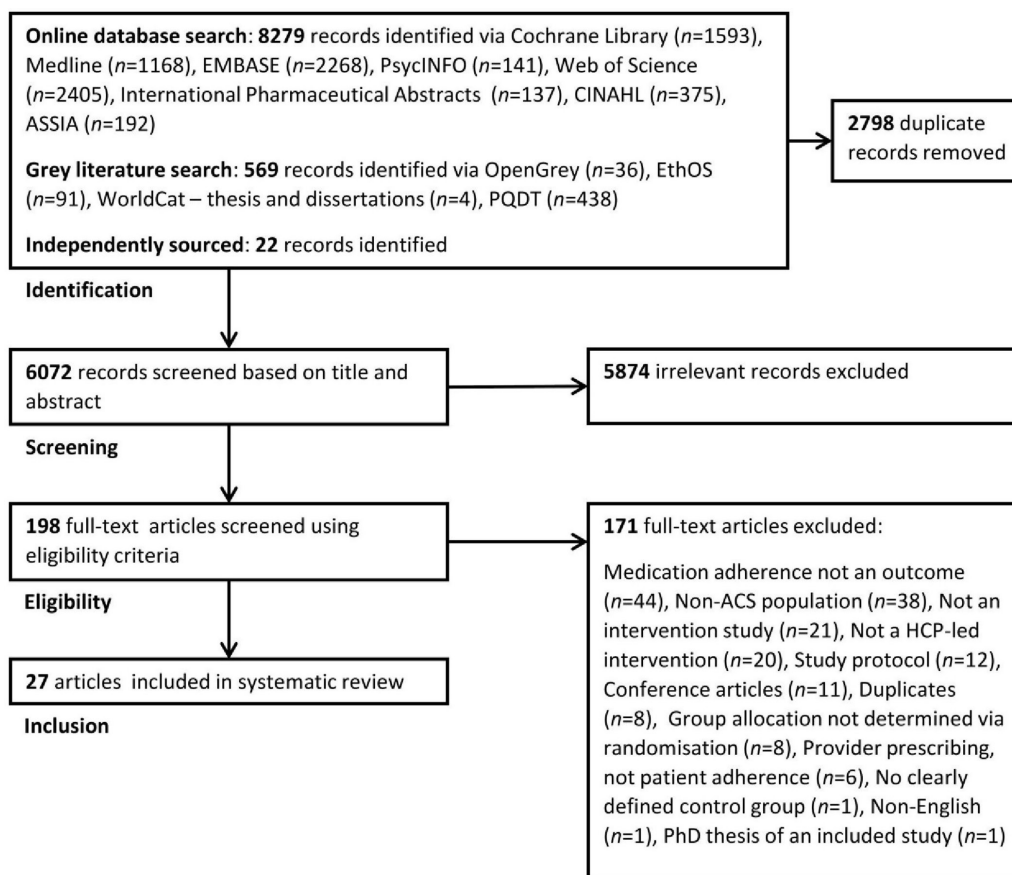 Online database search: 8279 records identified via Cochrane Library (n=1593),
Medline (n=1168), EMBASE (n=2268), PsycINFO (n=141), Web of Science
(n=2405), International Pharmaceutical Abstracts (n=137), CINAHL (n=375),
ASSIA (n=192)
Grey literature search: 569 records identified via OpenGrey (n=36), EthOS
(n=91), WorldCat – thesis and dissertations (n=4), PQDT (n=438)
Independently sourced: 22 records identified
2798 duplicate
records removed
Identification
6072 records screened based on title and
abstract
5874 irrelevant records excluded
Screening
198 full-text articles screened using
eligibility criteria
Eligibility
171 full-text articles excluded:
Medication adherence not an outcome
(n=44), Non-ACS population (n=38), Not an
intervention study (n=21), Not a HCP-led
intervention (n=20), Study protocol (n=12),
Conference articles (n=11), Duplicates
(n=8), Group allocation not determined via
randomisation (n=8), Provider prescribing,
not patient adherence (n=6), No clearly
defined control group (n=1), Non-English
(n=1), PhD thesis of an included study (n=1)
27 articles included in systematic review
Inclusion